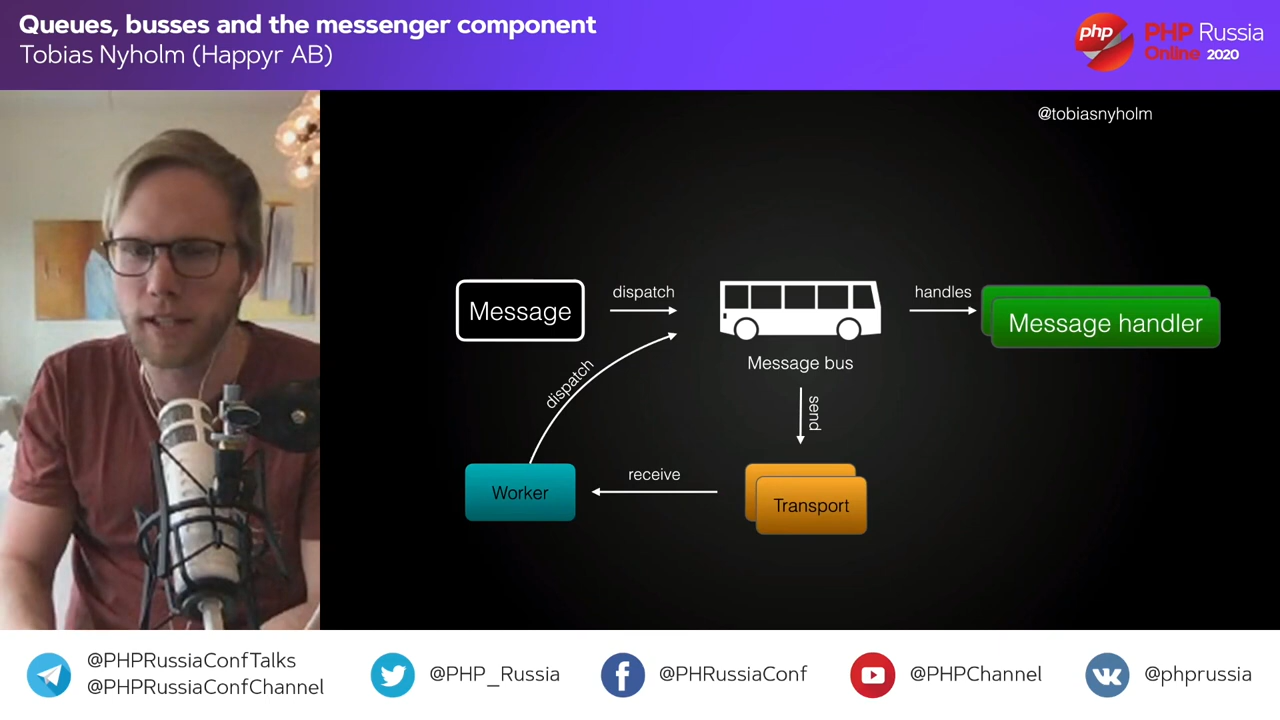 Queues, busses and the messenger component
Tobias Nyholm (Happyr AB)
php
PHP Russia
Online 2020
@tobiasnyholm
Message
dispatch
Message bus
handles
Message handler
dispatch
send
Worker
receive
Transport
@PHPRussiaConfTalks
@PHPRussiaConfChannel
@PHP_Russia
@PHRussiaConf
@PHPChannel
@phprussia